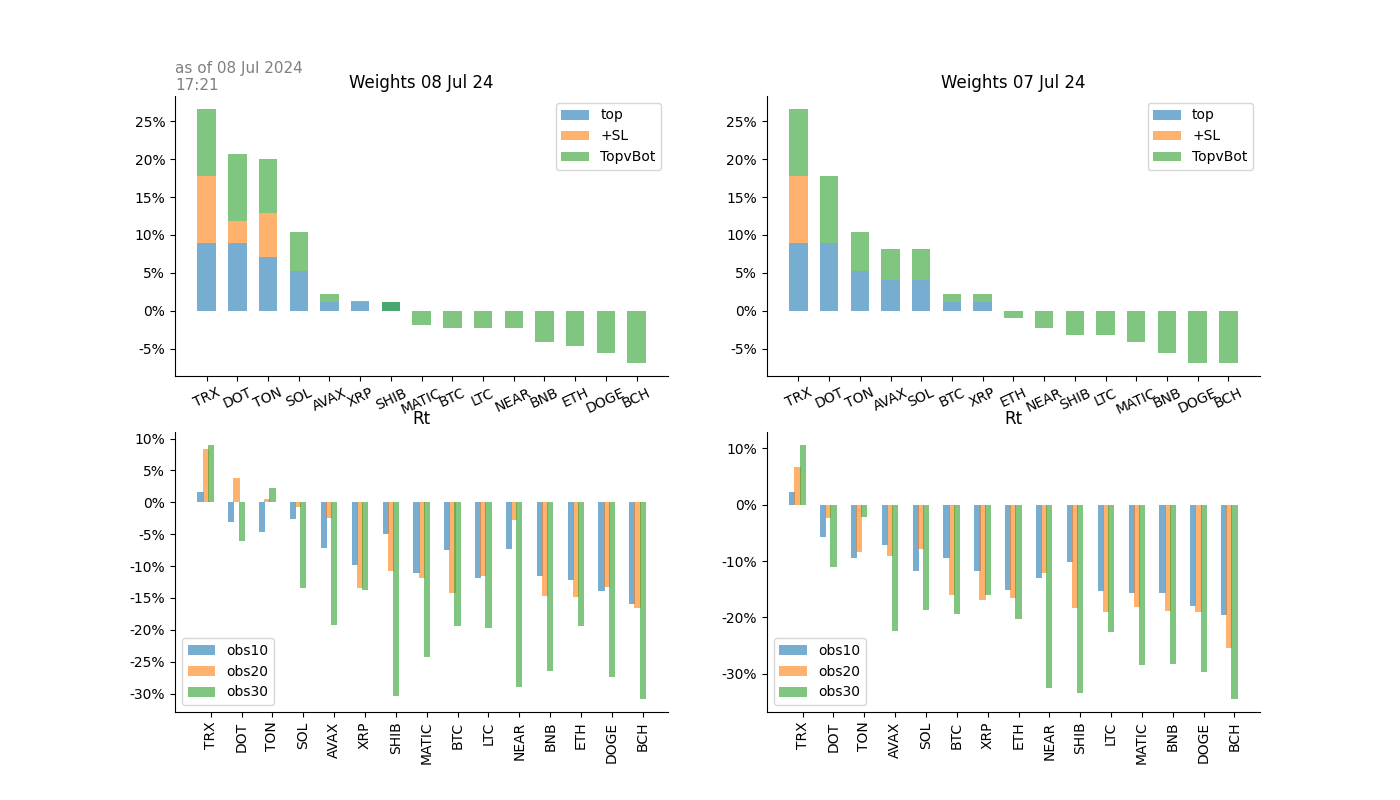 as of 08 Jul 2024
17:21
Weights 08 Jul 24
25%
20%
15%
10%
5%
0%
-5%
top
+SL
TopvBot
TRX DOT TON SOL AVAX XRP SHIB MATIC BTC LTC NEAR BNB ETH DOGE BCH
Weights 07 Jul 24
25%
20%
15%
10%
5%
0%
-5%
top
+SL
TopvBot
TRX DOT TON AVAX SOL BTC XRP ETH NEAR SHIB LTC MATIC BNB DOGE BCH
Rt
10%
5%
0%
-5%
-10%
-15%
-20%
-25%
-30%
obs10
obs20
obs30
TRX DOT TON SOL AVAX XRP SHIB MATIC BTC LTC NEAR BNB ETH DOGE BCH
Rt
10%
0%
-10%
-20%
-30%
obs10
obs20
obs30
TRX DOT TON AVAX SOL BTC XRP ETH NEAR SHIB LTC MATIC BNB DOGE BCH